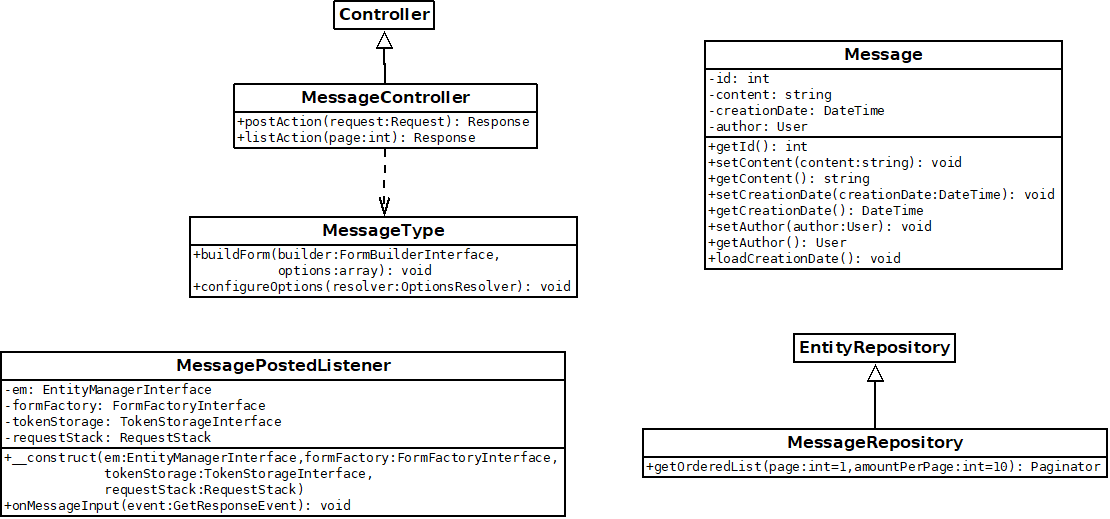 Controller
MessageController
+postAction(request:Request): Response
+listAction(page:int): Response
MessageType
+buildForm(builder:FormBuilderInterface,
options:array): void
+configureOptions(resolver:OptionsResolver): void
Message
-id: int
-content: string
-creationDate: DateTime
-author: User
+getId(): int
+setContent(content:string): void
+getContent(): string
+setCreationDate(creationDate:DateTime): void
+getCreationDate(): DateTime
+setAuthor(author:User): void
+getAuthor(): User
+loadCreationDate(): void
MessagePostedListener
-em: EntityManagerInterface
-formFactory: FormFactoryInterface
-tokenStorage: TokenStorageInterface
-requestStack: RequestStack
+__construct(em:EntityManagerInterface,formFactory:FormFactoryInterface,
tokenStorage:TokenStorageInterface,
requestStack:RequestStack)
+onMessageInput(event:GetResponseEvent): void
EntityRepository
MessageRepository
+getOrderedList(page:int=1,amountPerPage:int=10): Paginator